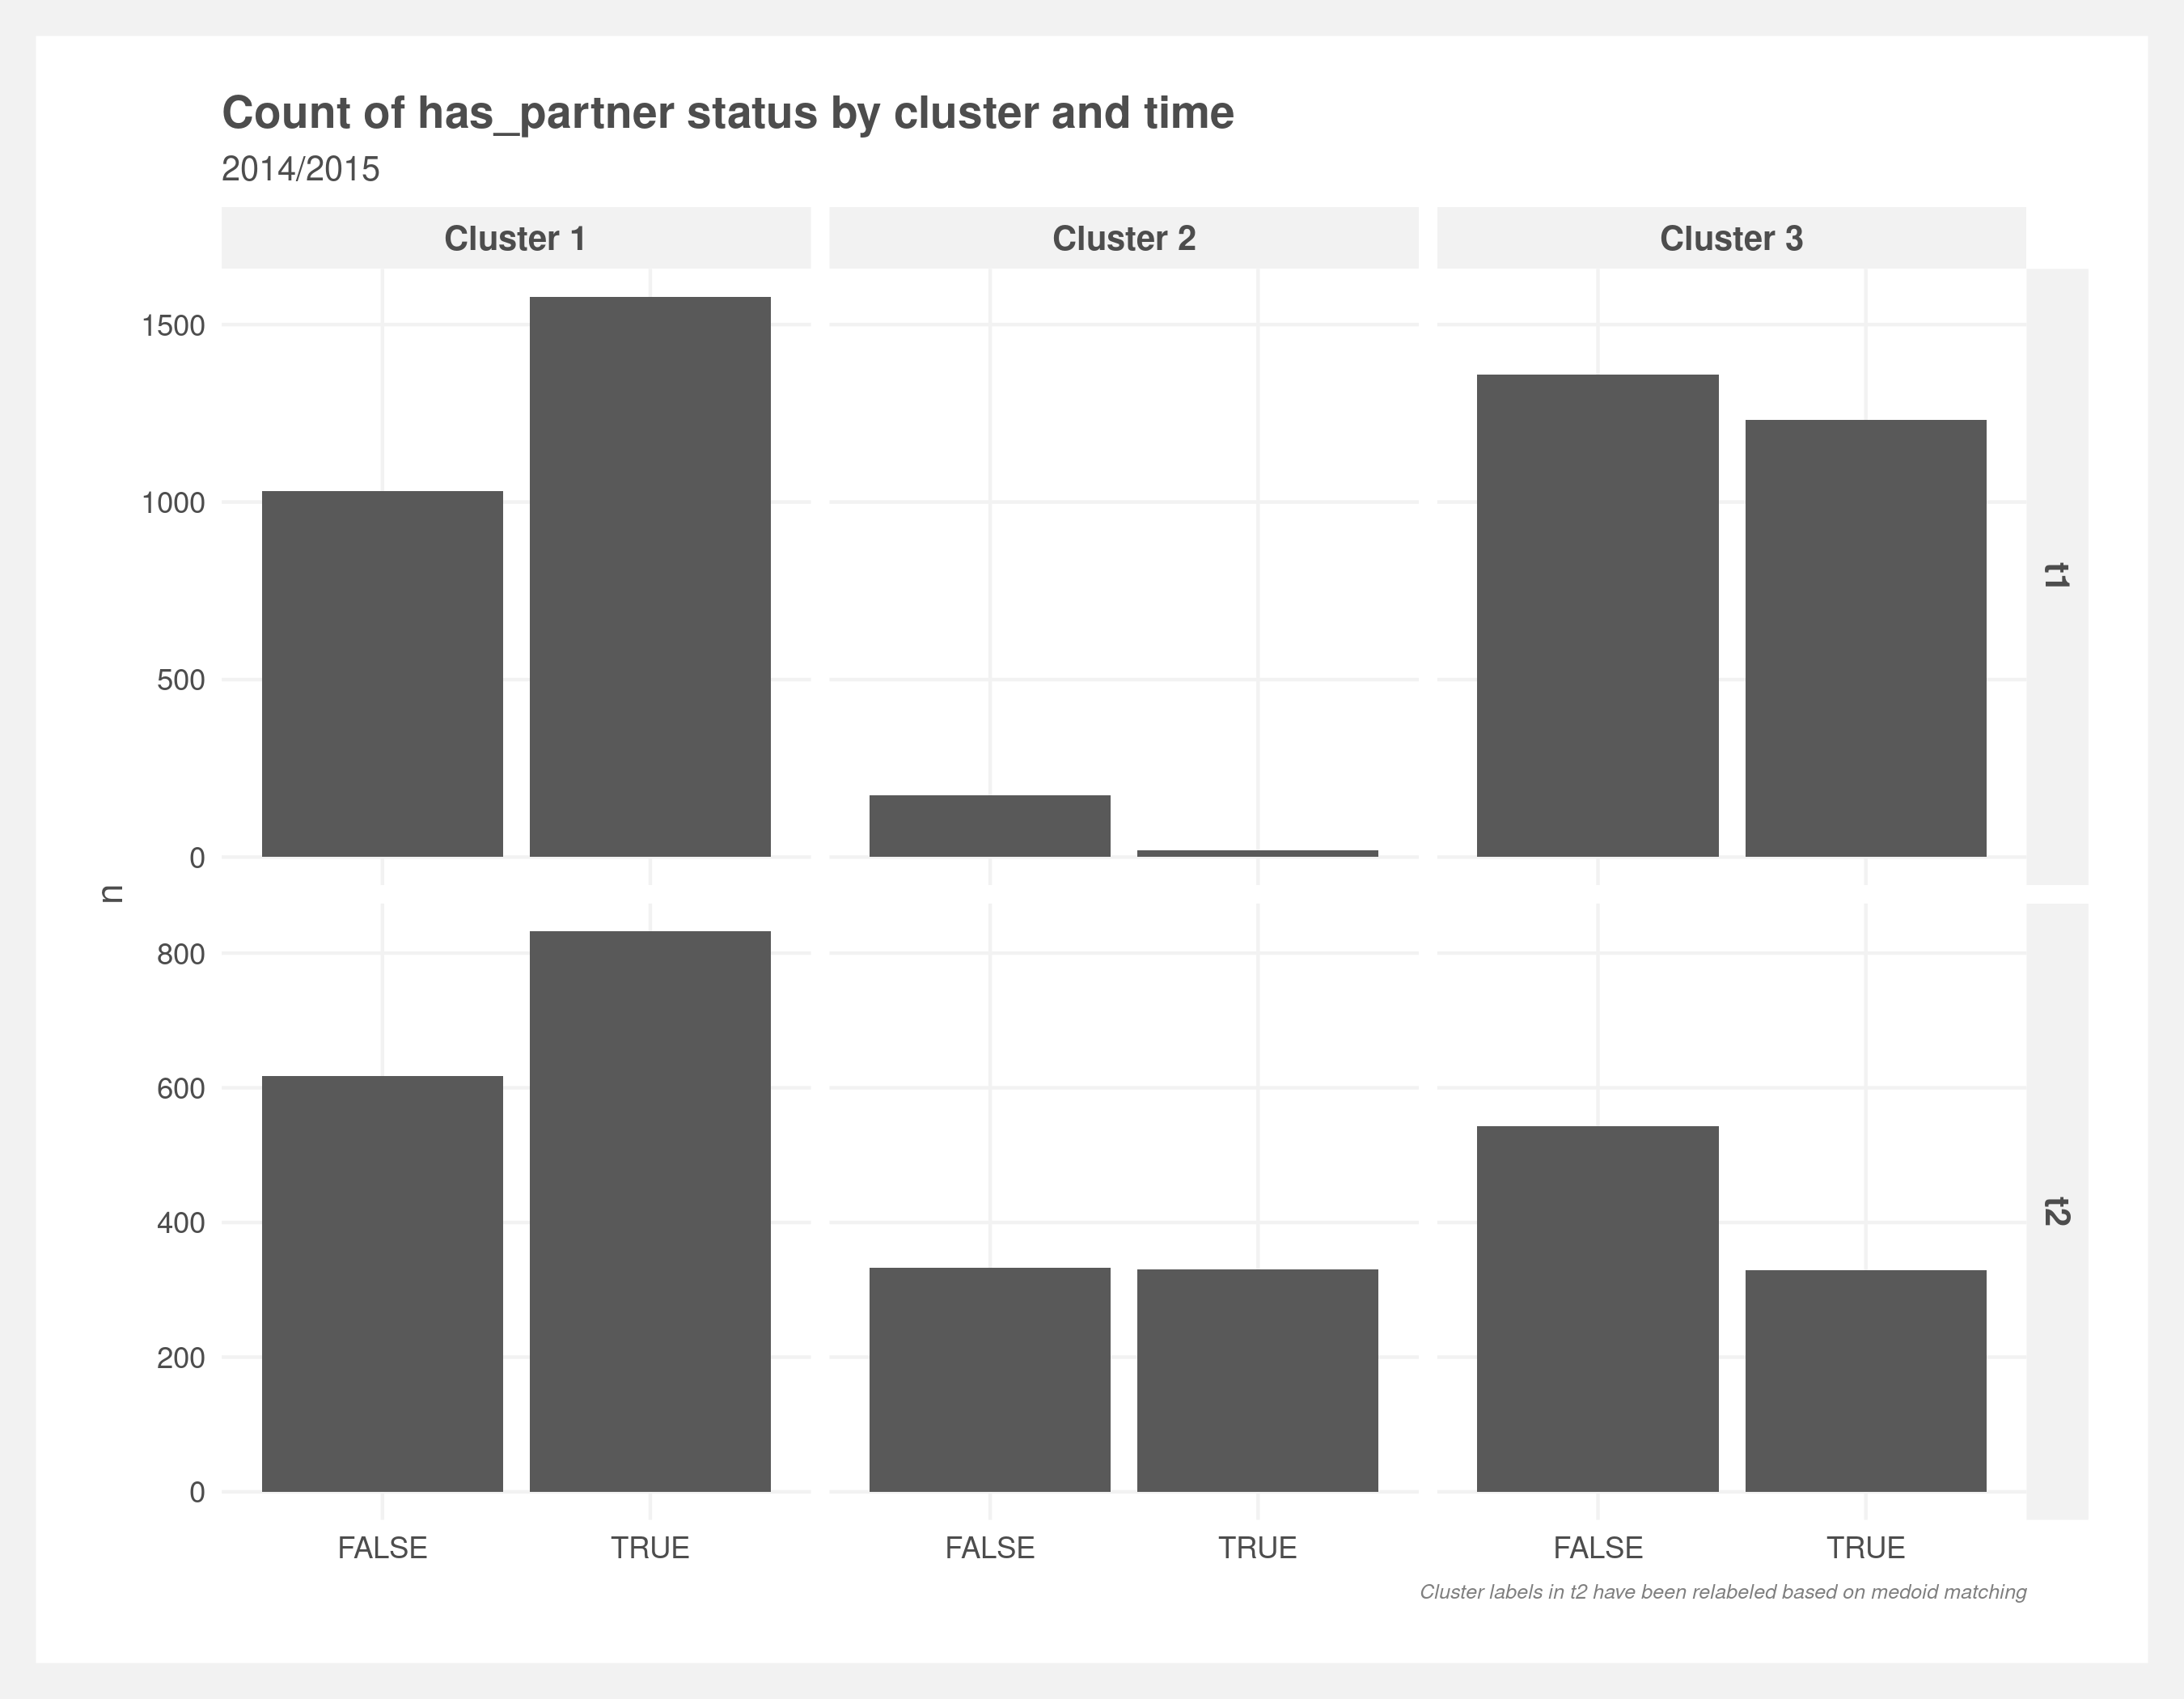 Count of has_partner status by cluster and time
2014/2015
Cluster 1 Cluster 2 Cluster 3
1500
1000
500
0
t1
n
800
600
400
200
0
t2
FALSE TRUE FALSE TRUE FALSE TRUE
Cluster labels in t2 have been relabeled based on medoid matching